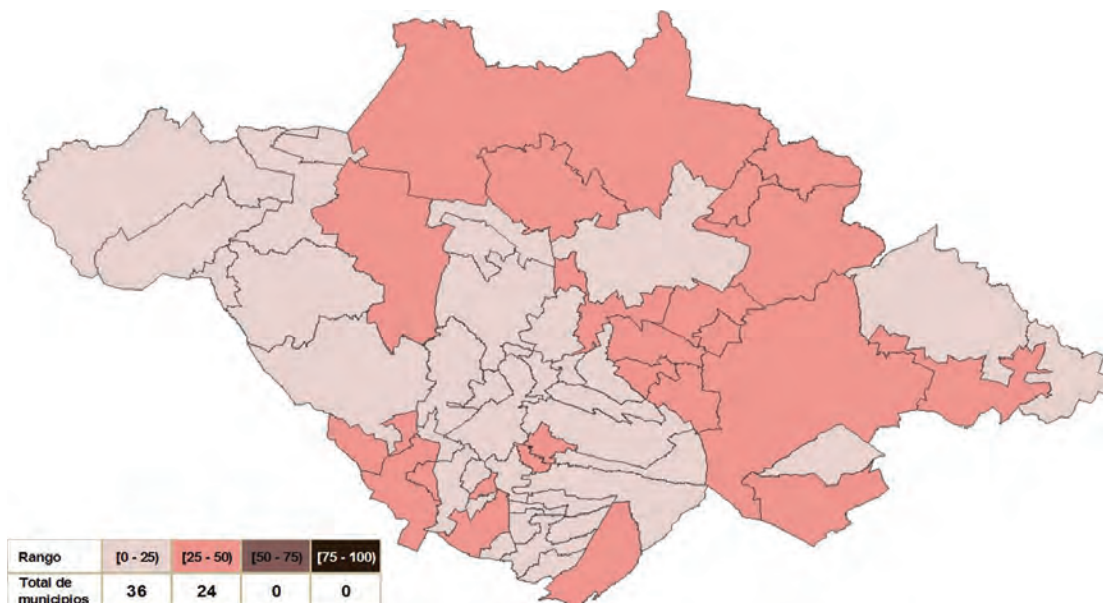 Rango [0 - 25) [25 - 50) [50 - 75) [75 - 100)
Total de municipios 36 24 0 0